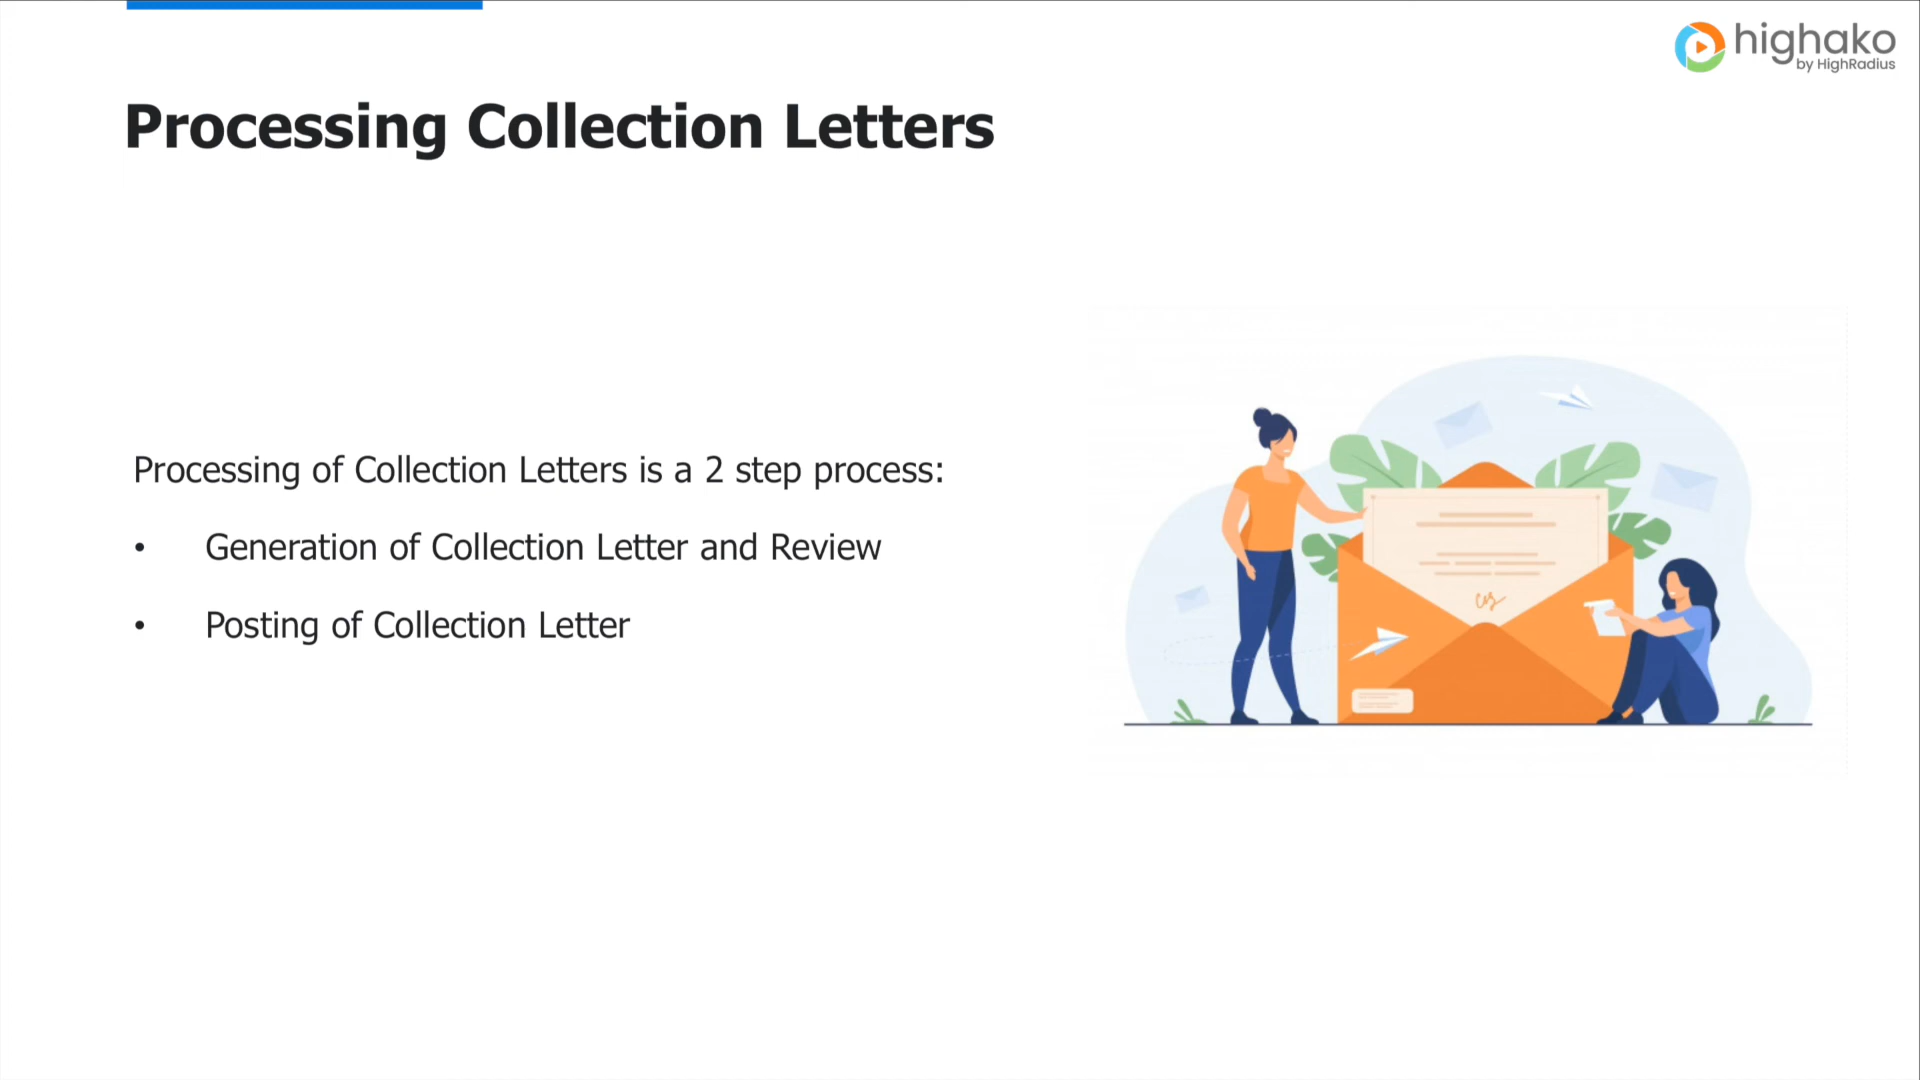 highako
by HighRadius
Processing Collection Letters
Processing of Collection Letters is a 2 step process:
• Generation of Collection Letter and Review
• Posting of Collection Letter